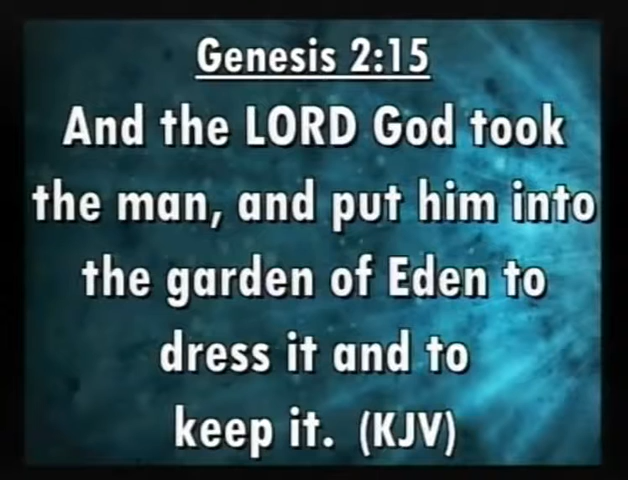 Genesis 2:15
And the LORD God took
the man, and put him into
the garden of Eden to
dress it and to
keep it. (KJV)